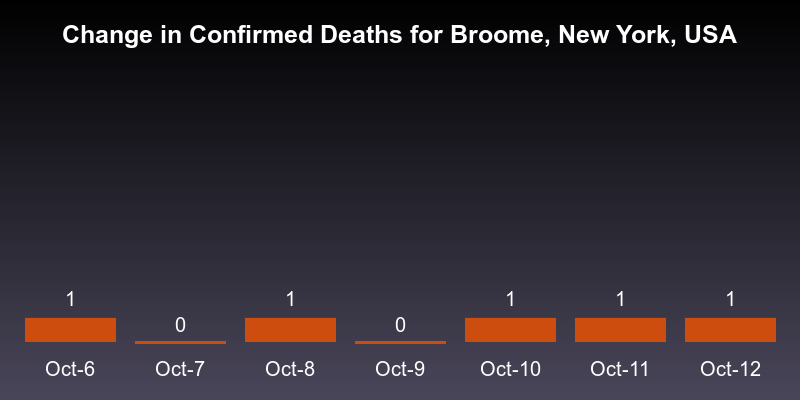 Change in Confirmed Deaths for Broome, New York, USA
1 0 1 0 1 1 1
Oct-6 Oct-7 Oct-8 Oct-9 Oct-10 Oct-11 Oct-12